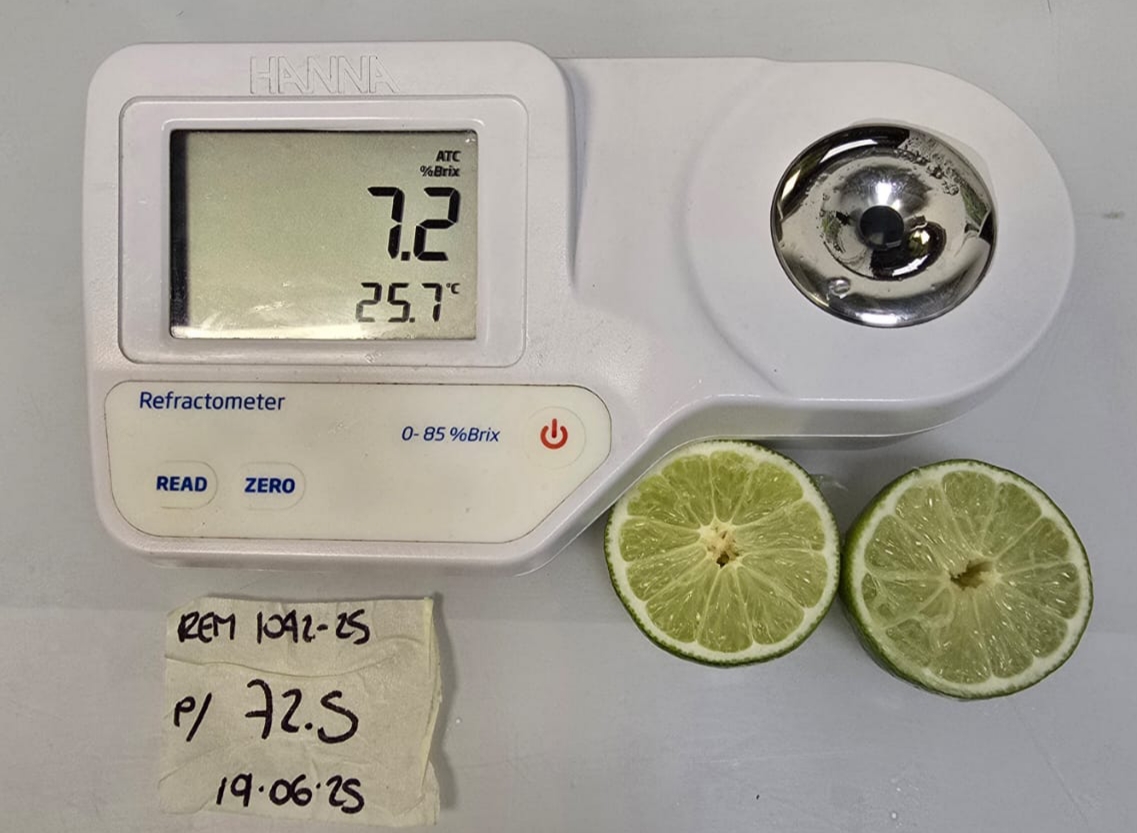 HANNA
ATC
%Brix
7.2
25.7°C
Refractometer
0-85 %Brix
READ ZERO
REM 1042-25
P/ 72.5
19.06.25